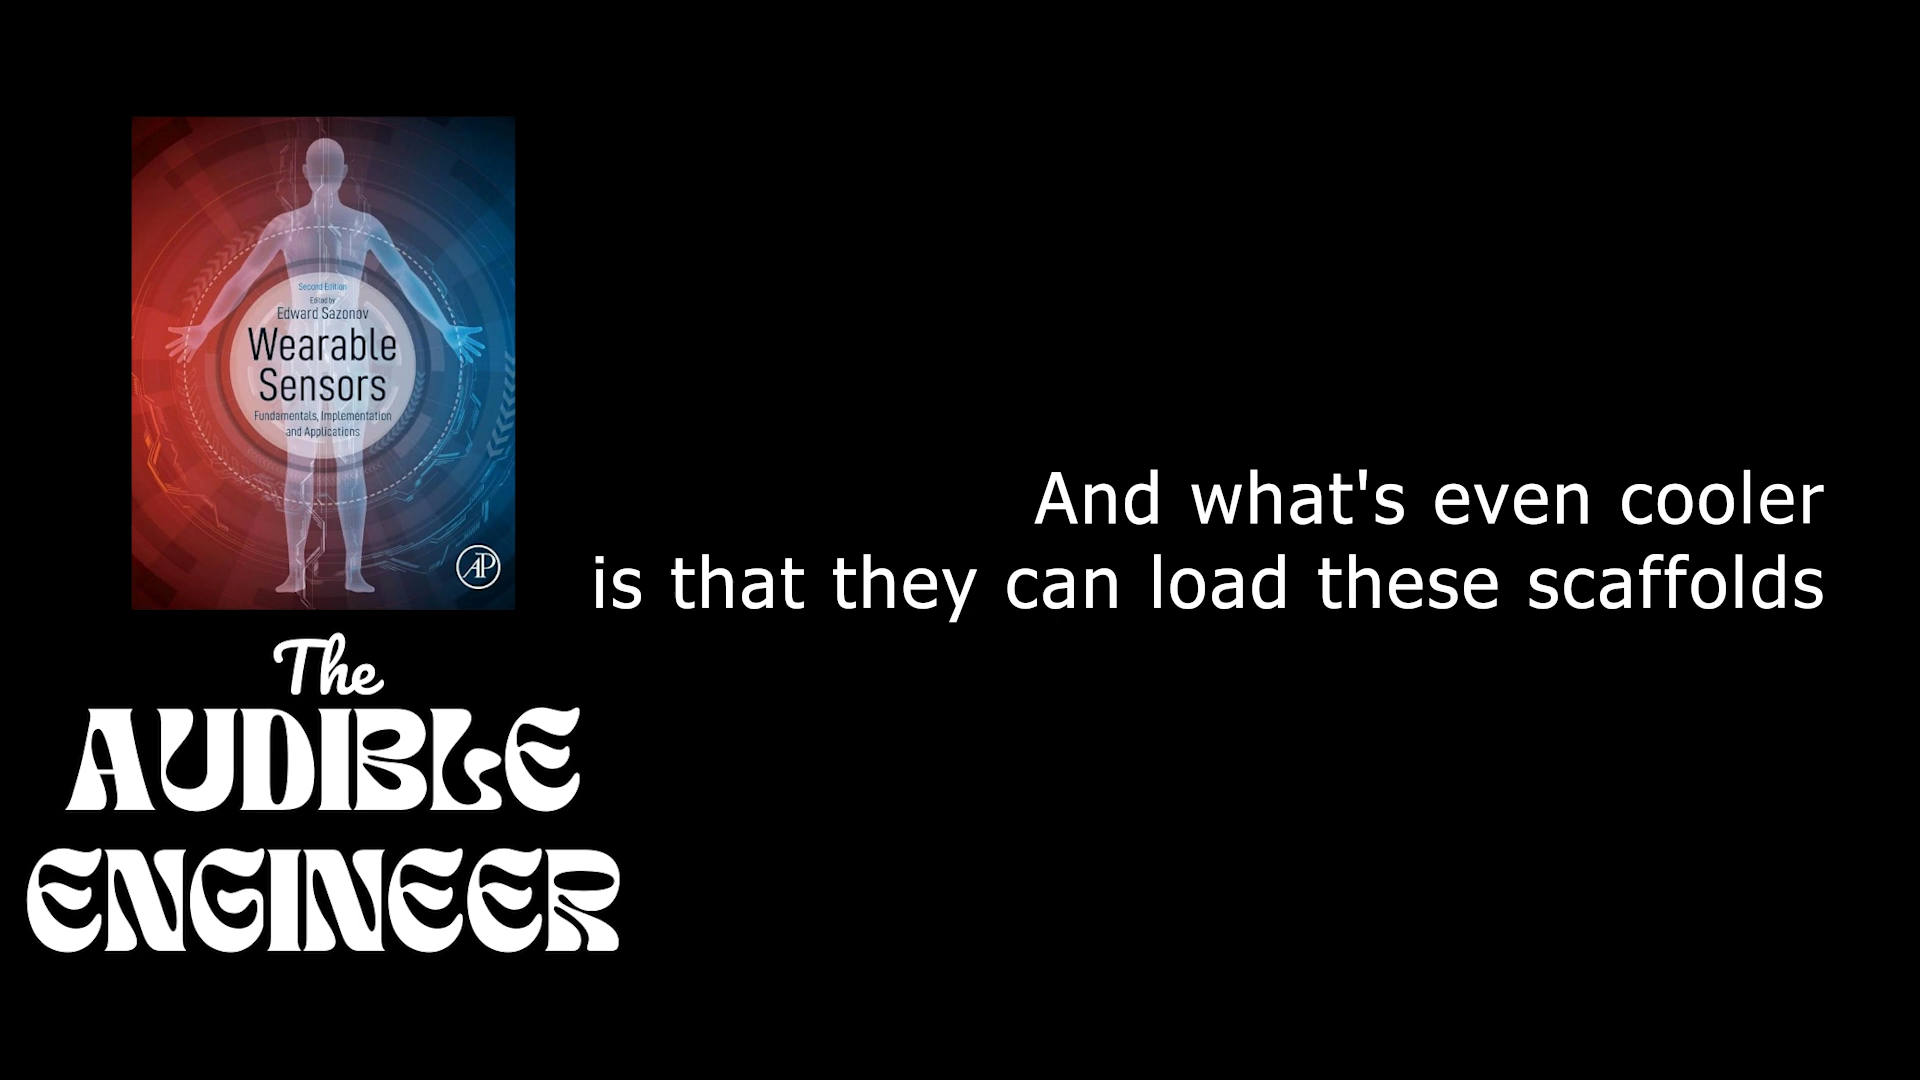 Second Edition
Edited by
Edward Sazonov
Wearable
Sensors
Fundamentals, Implementation
and Applications
AP
The
AUDIBLE
ENGINEER
And what's even cooler
is that they can load these scaffolds